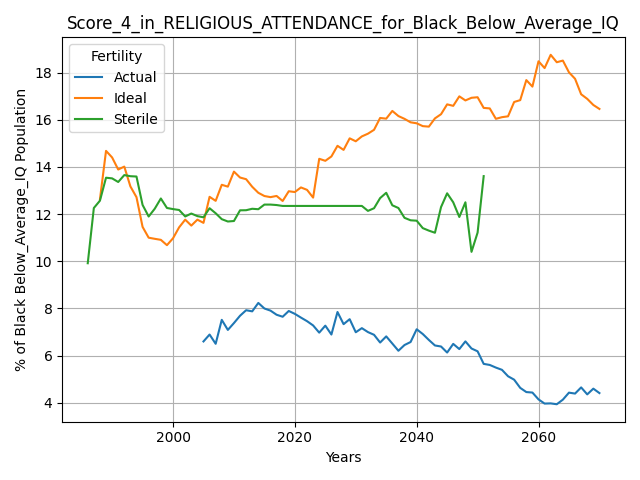 Score_4_in_RELIGIOUS_ATTENDANCE_for_Black_Below_Average_IQ
Fertility
Actual
Ideal
Sterile
% of Black Below_Average_IQ Population
18
16
14
12
10
8
6
4
2000
2020
2040
2060
Years